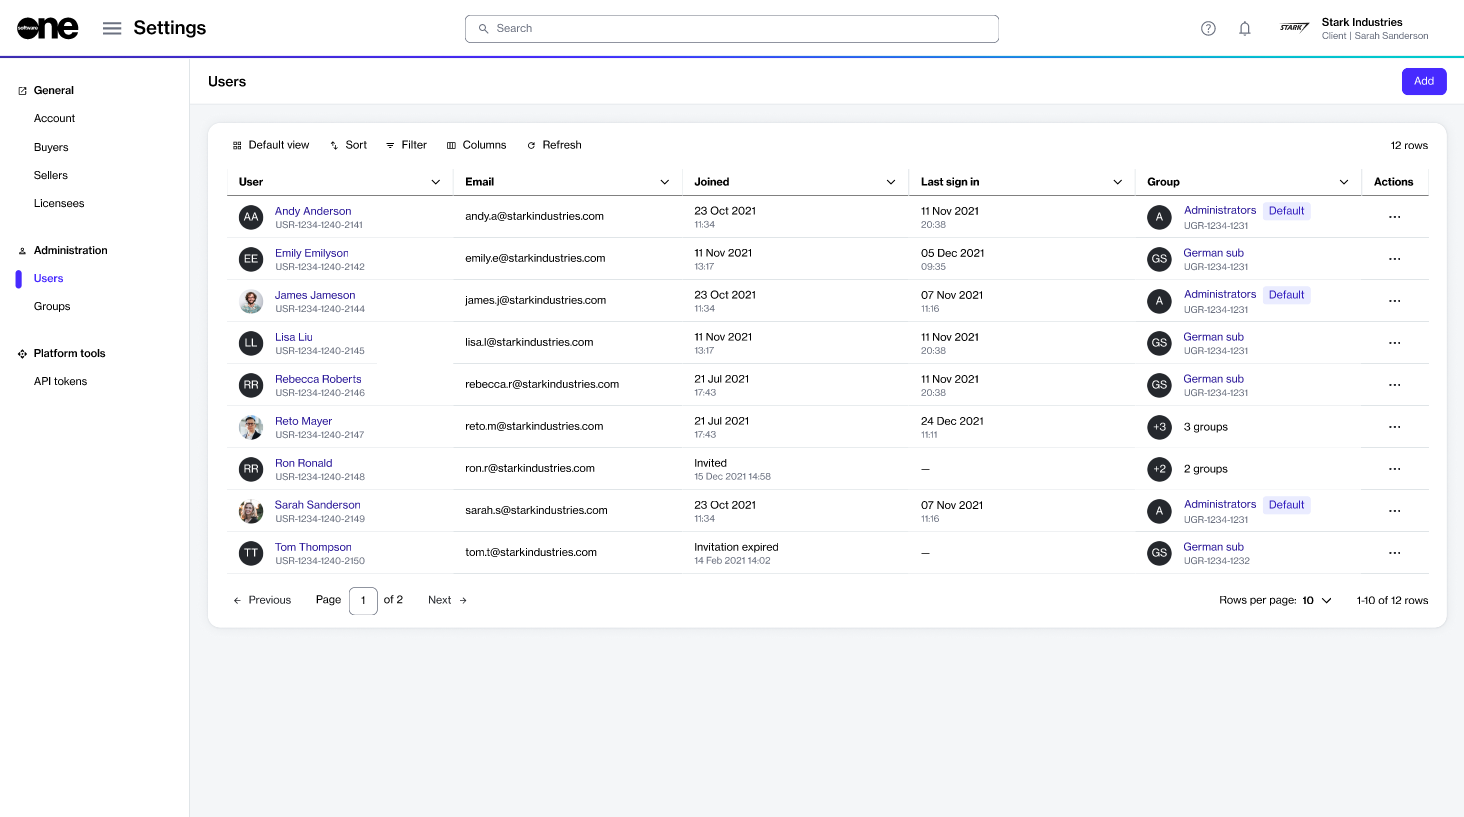 software
one
Settings
Search
STARK
Stark Industries
Client | Sarah Sanderson
General
Account
Buyers
Sellers
Licensees
Administration
Users
Groups
Platform tools
API tokens
Users
Add
Default view Sort Filter Columns Refresh
12 rows
User Email Joined Last sign in Group Actions
AA Andy Anderson andy.a@starkindustries.com 23 Oct 2021 11 Nov 2021 A Administrators Default
USR-1234-1240-2141 11:34 20:38 UGR-1234-1231
EE Emily Emilyson emily.e@starkindustries.com 11 Nov 2021 05 Dec 2021 GS German sub
USR-1234-1240-2142 13:17 09:35 UGR-1234-1231
James Jameson james.j@starkindustries.com 23 Oct 2021 07 Nov 2021 A Administrators Default
USR-1234-1240-2144 11:34 11:16 UGR-1234-1231
LL Lisa Liu lisa.l@starkindustries.com 11 Nov 2021 11 Nov 2021 GS German sub
USR-1234-1240-2145 13:17 20:38 UGR-1234-1231
RR Rebecca Roberts rebecca.r@starkindustries.com 21 Jul 2021 11 Nov 2021 GS German sub
USR-1234-1240-2146 17:43 20:38 UGR-1234-1231
Reto Mayer reto.m@starkindustries.com 21 Jul 2021 24 Dec 2021 +3 3 groups
USR-1234-1240-2147 17:43 11:11
RR Ron Ronald ron.r@starkindustries.com Invited — +2 2 groups
USR-1234-1240-2148 15 Dec 2021 14:58
Sarah Sanderson sarah.s@starkindustries.com 23 Oct 2021 07 Nov 2021 A Administrators Default
USR-1234-1240-2149 11:34 11:16 UGR-1234-1231
TT Tom Thompson tom.t@starkindustries.com Invitation expired — GS German sub
USR-1234-1240-2150 14 Feb 2021 14:02 UGR-1234-1232
← Previous Page 1 of 2 Next →
Rows per page: 10 1-10 of 12 rows